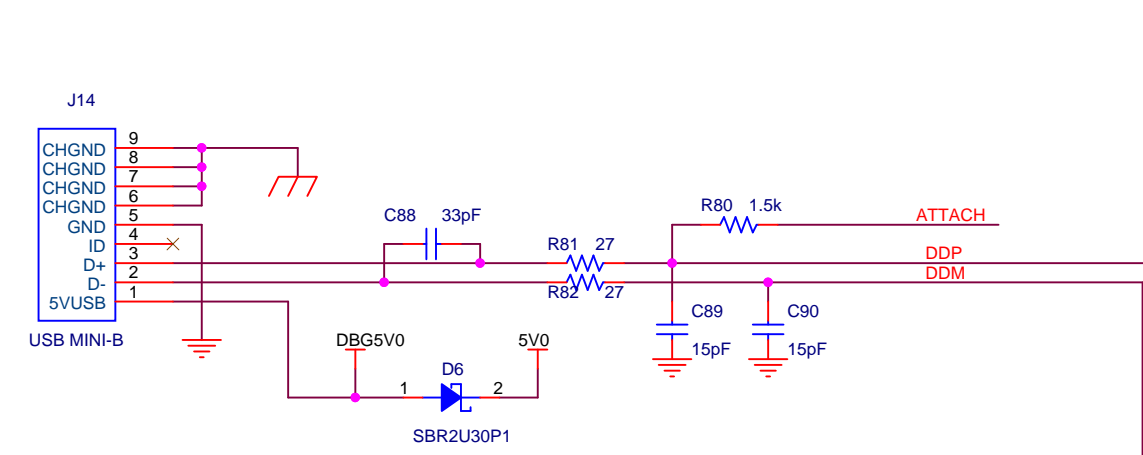 J14
CHGND 9
CHGND 8
CHGND 7
CHGND 6
GND 5
ID 4
D+ 3
D- 2
5VUSB 1
USB MINI-B
C88 33pF
R81 27
R82 27
R80 1.5k
ATTACH
DDP
DDM
C89
15pF
C90
15pF
DBG5V0
5V0
D6
1 2
SBR2U30P1